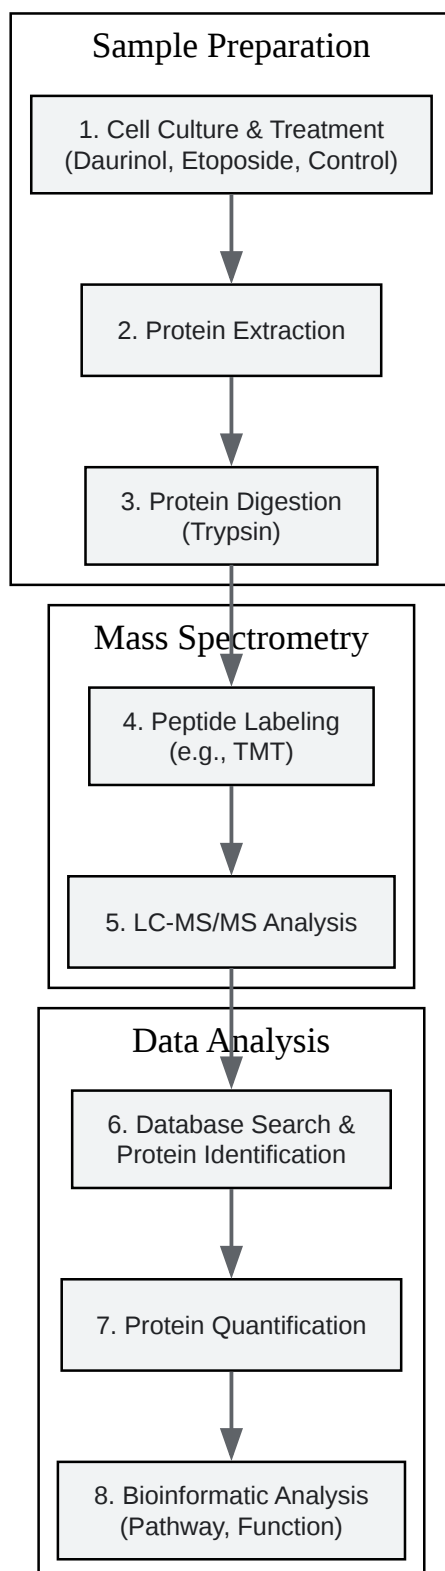 Sample Preparation
1. Cell Culture & Treatment
(Daurinol, Etoposide, Control)
2. Protein Extraction
3. Protein Digestion
(Trypsin)
Mass Spectrometry
4. Peptide Labeling
(e.g., TMT)
5. LC-MS/MS Analysis
Data Analysis
6. Database Search &
Protein Identification
7. Protein Quantification
8. Bioinformatic Analysis
(Pathway, Function)